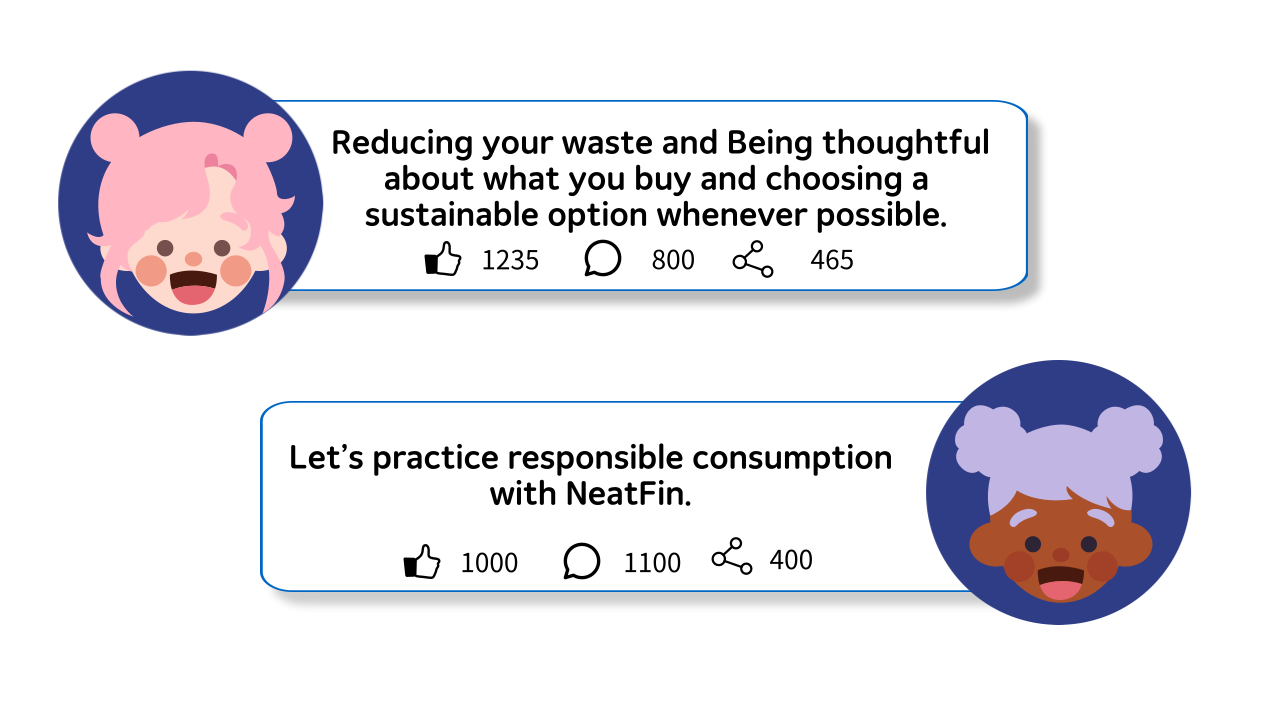 Reducing your waste and Being thoughtful
about what you buy and choosing a
sustainable option whenever possible.
1235 800 465
Let’s practice responsible consumption
with NeatFin.
1000 1100 400